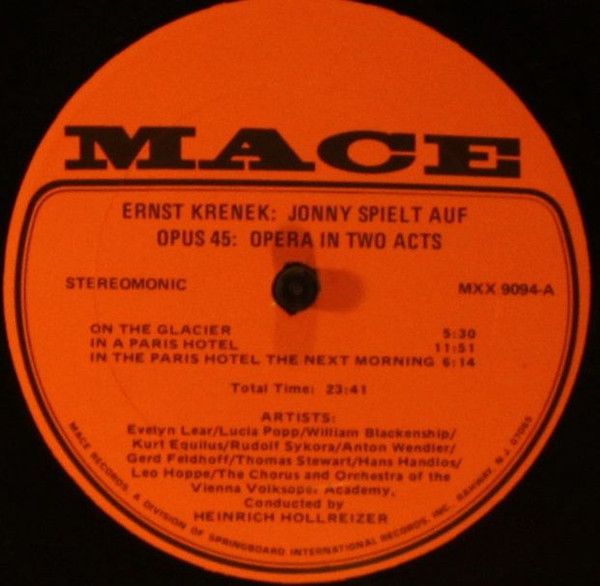 MACE
ERNST KRENEK: JONNY SPIELT AUF
OPUS 45: OPERA IN TWO ACTS
STEREOMONIC
MXX 9094-A
ON THE GLACIER 5:30
IN A PARIS HOTEL 11:51
IN THE PARIS HOTEL THE NEXT MORNING 6:14
Total Time: 23:41
ARTISTS:
Evelyn Lear/Lucia Popp/William Blackenship/
Kurt Equiluz/Rudolf Sykora/Anton Wendler/
Gerd Feldhoff/Thomas Stewart/Hans Handlos/
Leo Hoppe/The Chorus and Orchestra of the
Vienna Volksoper Academy,
Conducted by
HEINRICH HOLLREIZER
MACE RECORDS, A DIVISION OF SPRINGBOARD INTERNATIONAL RECORDS, INC. RAHWAY, N.J. 07065